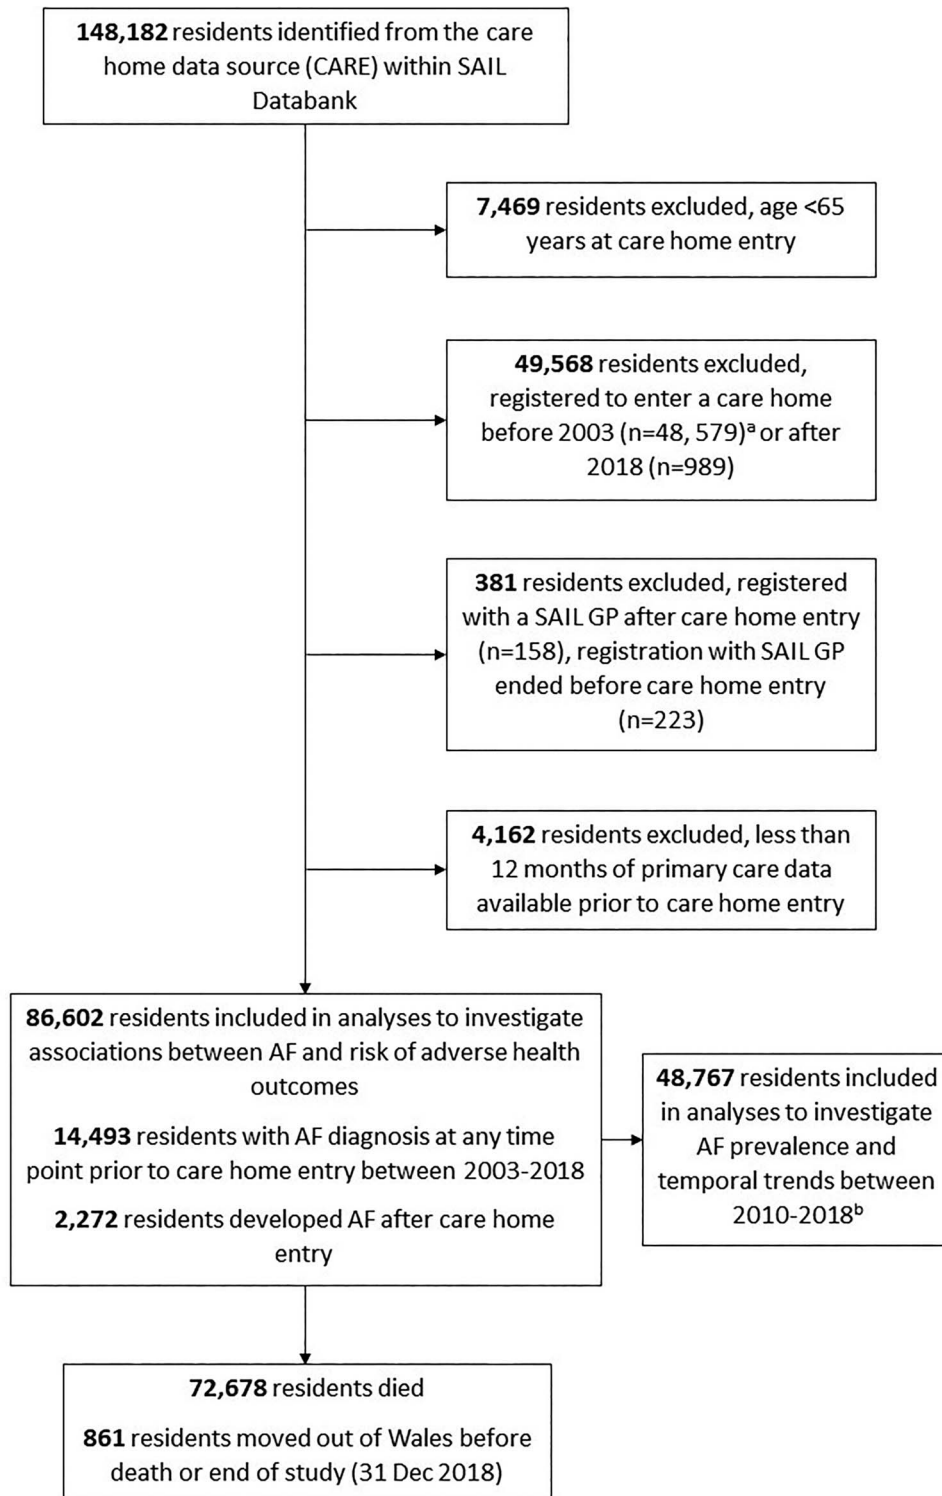 148,182 residents identified from the care
home data source (CARE) within SAIL
Databank
7,469 residents excluded, age <65
years at care home entry
49,568 residents excluded,
registered to enter a care home
before 2003 (n=48, 579)ᵃ or after
2018 (n=989)
381 residents excluded, registered
with a SAIL GP after care home entry
(n=158), registration with SAIL GP
ended before care home entry
(n=223)
4,162 residents excluded, less than
12 months of primary care data
available prior to care home entry
86,602 residents included in analyses to investigate
associations between AF and risk of adverse health
outcomes
14,493 residents with AF diagnosis at any time
point prior to care home entry between 2003-2018
2,272 residents developed AF after care home
entry
48,767 residents included
in analyses to investigate
AF prevalence and
temporal trends between
2010-2018ᵇ
72,678 residents died
861 residents moved out of Wales before
death or end of study (31 Dec 2018)